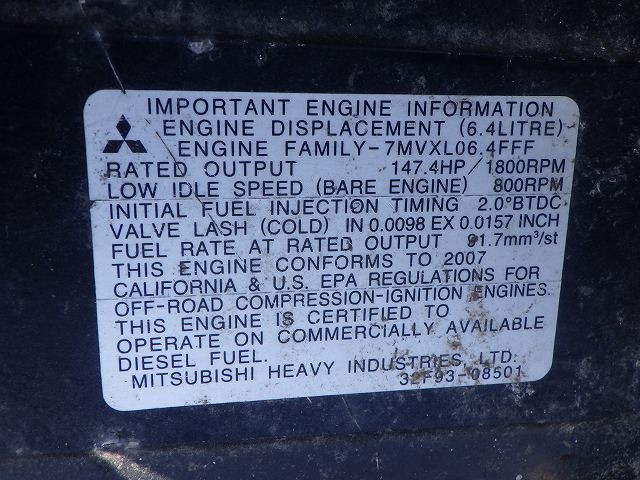 IMPORTANT ENGINE INFORMATION
ENGINE DISPLACEMENT (6.4LITRE)
ENGINE FAMILY-7MVXL06.4FFF
RATED OUTPUT 147.4HP/1800RPM
LOW IDLE SPEED (BARE ENGINE) 800RPM
INITIAL FUEL INJECTION TIMING 2.0°BTDC
VALVE LASH (COLD) IN 0.0098 EX 0.0157 INCH
FUEL RATE AT RATED OUTPUT 91.7mm³/st
THIS ENGINE CONFORMS TO 2007
CALIFORNIA & U.S. EPA REGULATIONS FOR
OFF-ROAD COMPRESSION-IGNITION ENGINES.
THIS ENGINE IS CERTIFIED TO
OPERATE ON COMMERCIALLY AVAILABLE
DIESEL FUEL.
MITSUBISHI HEAVY INDUSTRIES, LTD.
32F93-08501